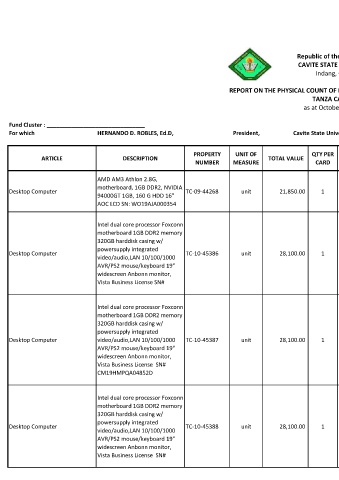 Republic of the
CAVITE STATE
Indang,
REPORT ON THE PHYSICAL COUNT OF
TANZA CA
as at October
Fund Cluster :
For which HERNANDO D. ROBLES, Ed.D, President, Cavite State Unive
ARTICLE DESCRIPTION PROPERTY NUMBER UNIT OF MEASURE TOTAL VALUE QTY PER CARD
AMD AM3 Athlon 2.8G,
motherboard, 1GB DDR2, NVIDIA
94000GT 1GB, 160 G HDD 16"
AOC LCD SN: WO19AJA000354
Desktop Computer TC-09-44268 unit 21,850.00 1
Intel dual core processor Foxconn
motherboard 1GB DDR2 memory
320GB harddisk casing w/
powersupply integrated
video/audio,LAN 10/100/1000
AVR/PS2 mouse/keyboard 19"
widescreen Anbonn monitor,
Vista Business License SN#
Desktop Computer TC-10-45386 unit 28,100.00 1
Intel dual core processor Foxconn
motherboard 1GB DDR2 memory
320GB harddisk casing w/
powersupply integrated
video/audio,LAN 10/100/1000
AVR/PS2 mouse/keyboard 19"
widescreen Anbonn monitor,
Vista Business License SN#
CM19HMPQA04852D
Desktop Computer TC-10-45387 unit 28,100.00 1
Intel dual core processor Foxconn
motherboard 1GB DDR2 memory
320GB harddisk casing w/
powersupply integrated
video/audio,LAN 10/100/1000
AVR/PS2 mouse/keyboard 19"
widescreen Anbonn monitor,
Vista Business License SN#
Desktop Computer TC-10-45388 unit 28,100.00 1